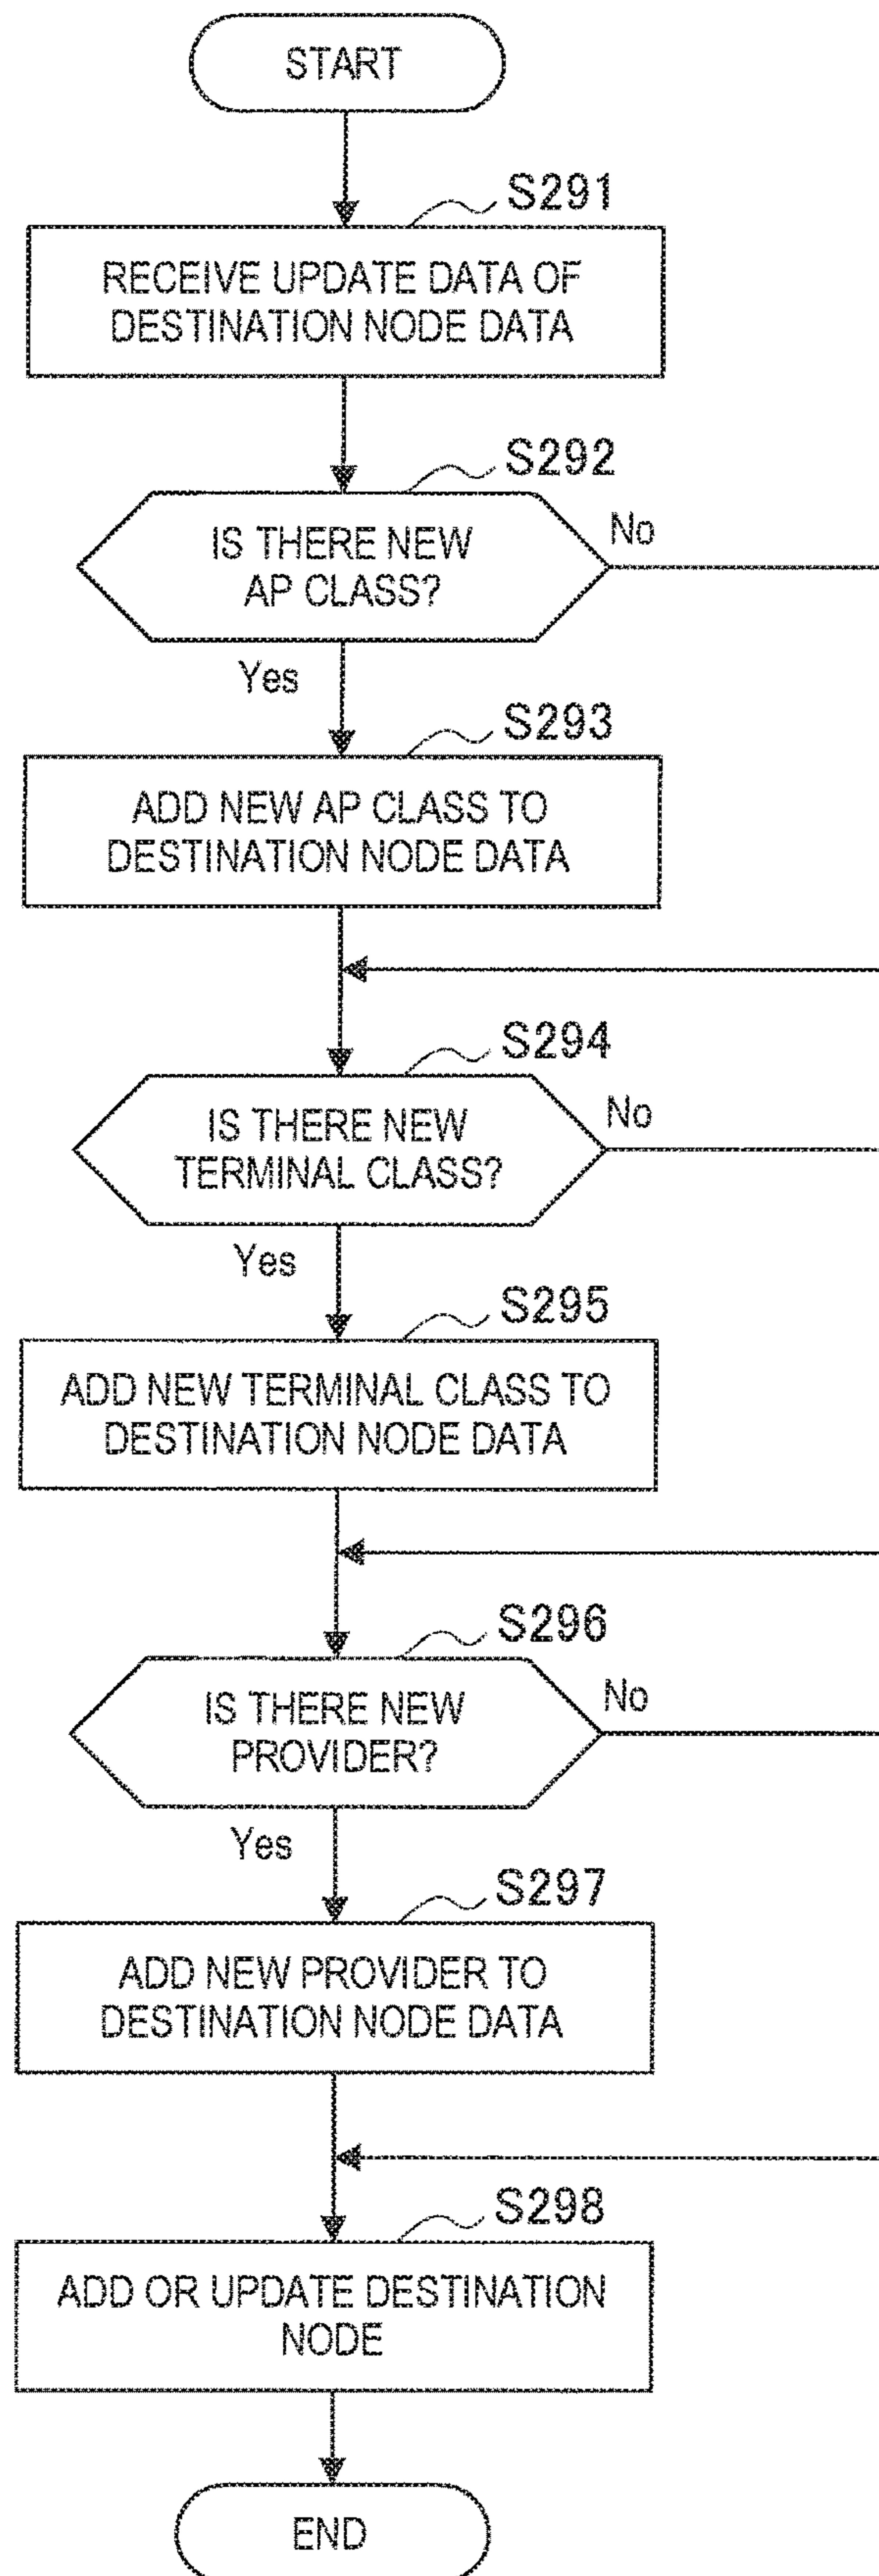 START
S291
RECEIVE UPDATE DATA OF
DESTINATION NODE DATA
S292
IS THERE NEW
AP CLASS?
No
Yes
S293
ADD NEW AP CLASS TO
DESTINATION NODE DATA
S294
IS THERE NEW
TERMINAL CLASS?
No
Yes
S295
ADD NEW TERMINAL CLASS TO
DESTINATION NODE DATA
S296
IS THERE NEW
PROVIDER?
No
Yes
S297
ADD NEW PROVIDER TO
DESTINATION NODE DATA
S298
ADD OR UPDATE DESTINATION
NODE
END